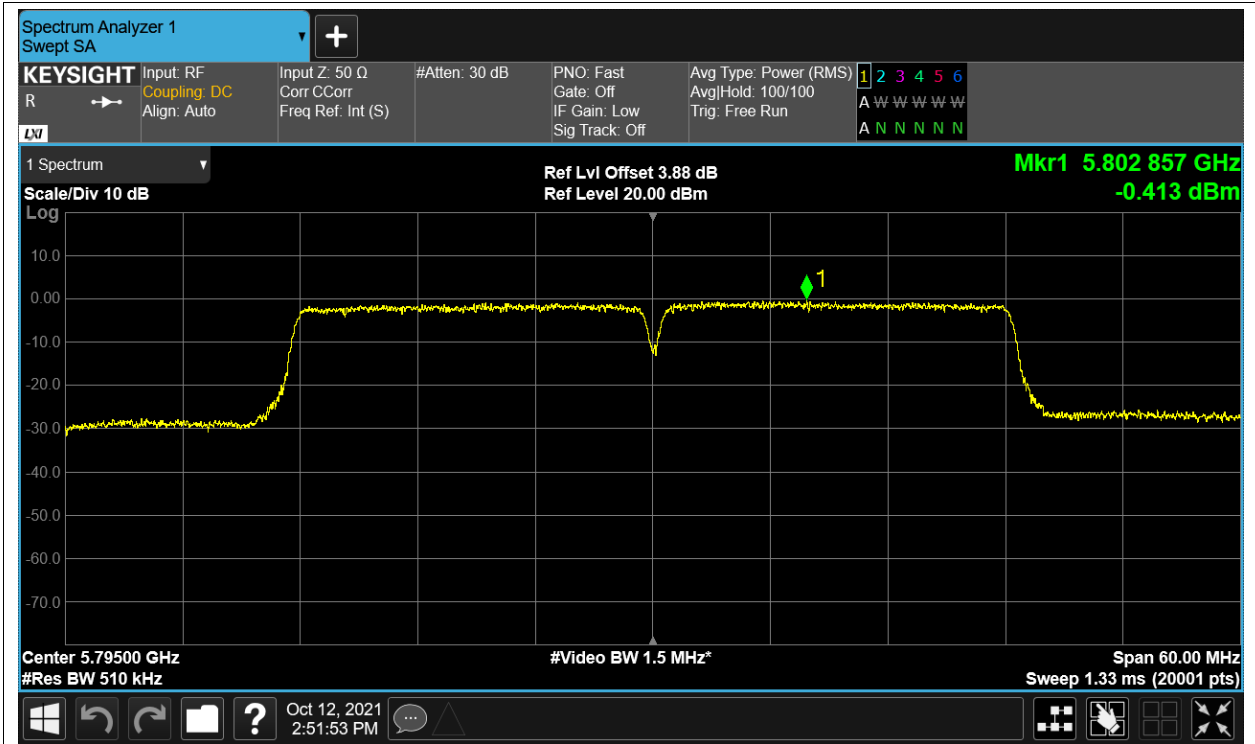 Spectrum Analyzer 1
Swept SA
KEYSIGHT
R
LXI
Input: RF
Coupling: DC
Align: Auto
Input Z: 50 Ω
Corr CCorr
Freq Ref: Int (S)
#Atten: 30 dB
PNO: Fast
Gate: Off
IF Gain: Low
Sig Track: Off
Avg Type: Power (RMS)
Avg|Hold: 100/100
Trig: Free Run
1 2 3 4 5 6
A W W W W W
A N N N N N
1 Spectrum
Scale/Div 10 dB
Ref Lvl Offset 3.88 dB
Ref Level 20.00 dBm
Mkr1 5.802 857 GHz
-0.413 dBm
Log
10.0
0.00
-10.0
-20.0
-30.0
-40.0
-50.0
-60.0
-70.0
1
Center 5.79500 GHz
#Res BW 510 kHz
#Video BW 1.5 MHz*
Span 60.00 MHz
Sweep 1.33 ms (20001 pts)
?
Oct 12, 2021
2:51:53 PM